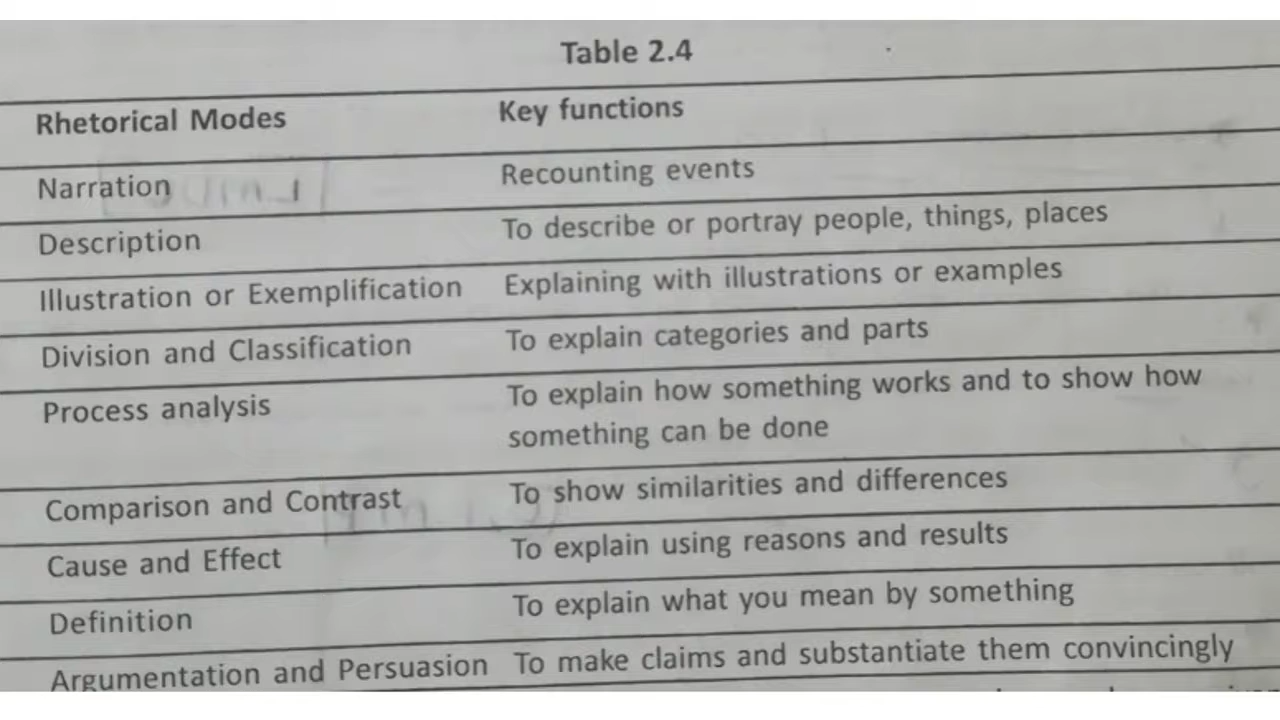 Table 2.4
Rhetorical Modes Key functions
Narration Recounting events
Description To describe or portray people, things, places
Illustration or Exemplification Explaining with illustrations or examples
Division and Classification To explain categories and parts
Process analysis To explain how something works and to show how
something can be done
Comparison and Contrast To show similarities and differences
Cause and Effect To explain using reasons and results
Definition To explain what you mean by something
Argumentation and Persuasion To make claims and substantiate them convincingly